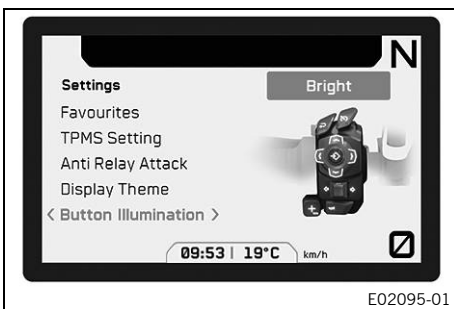 N
Settings
Bright
Favourites
TPMS Setting
Anti Relay Attack
Display Theme
< Button Illumination >
09:53 | 19°C km/h
E02095-01